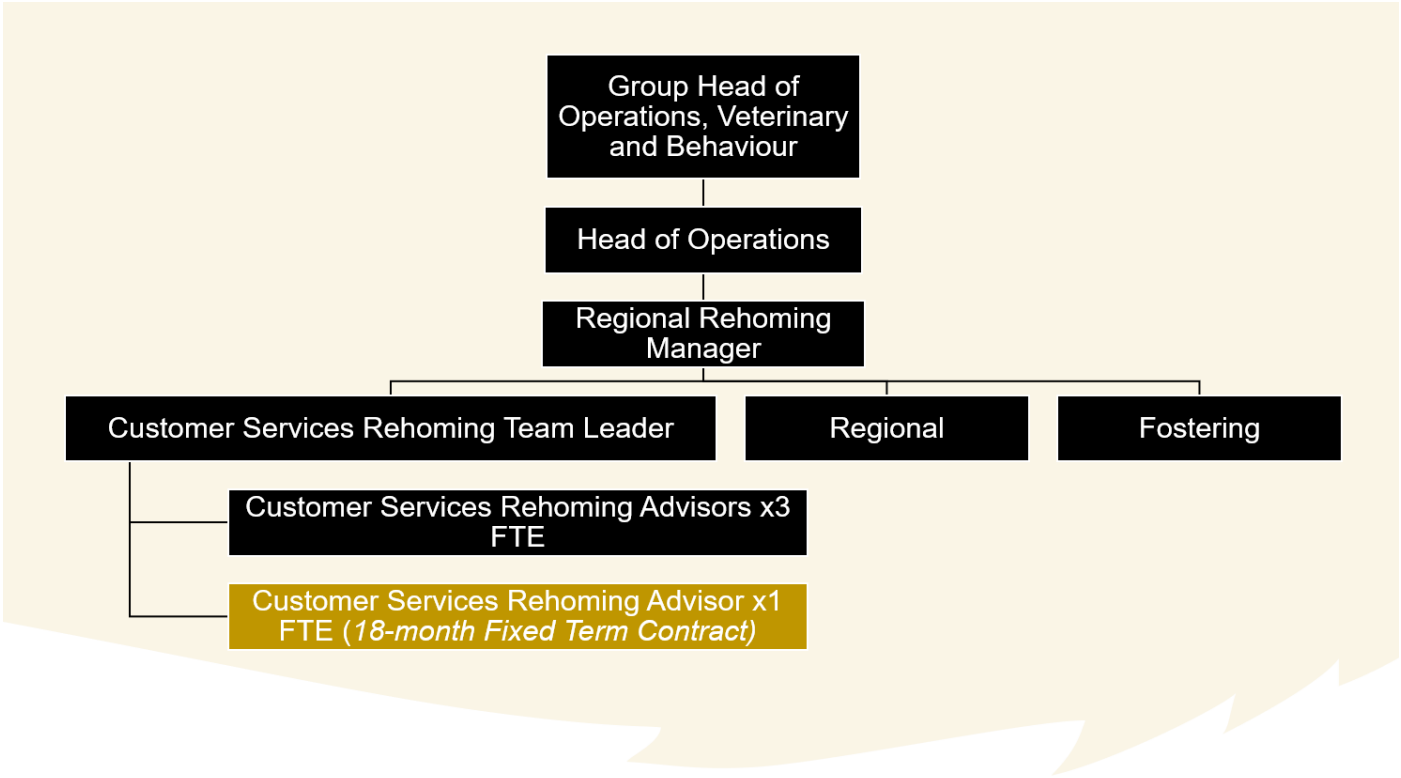 Group Head of
Operations, Veterinary
and Behaviour
Head of Operations
Regional Rehoming
Manager
Customer Services Rehoming Team Leader
Regional
Fostering
Customer Services Rehoming Advisors x3
FTE
Customer Services Rehoming Advisor x1
FTE (18-month Fixed Term Contract)